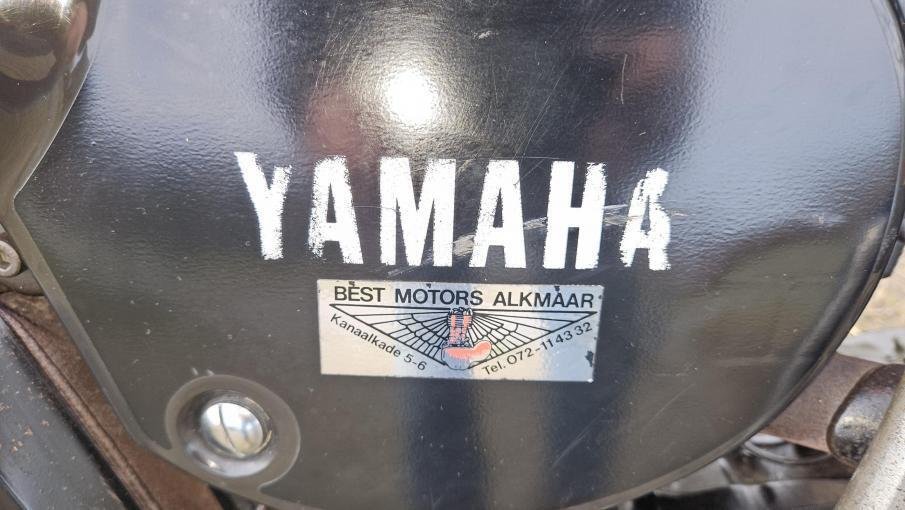 YAMAHA
BEST MOTORS ALKMAAR
Kanaalkade 5-6
Tel. 072-114332